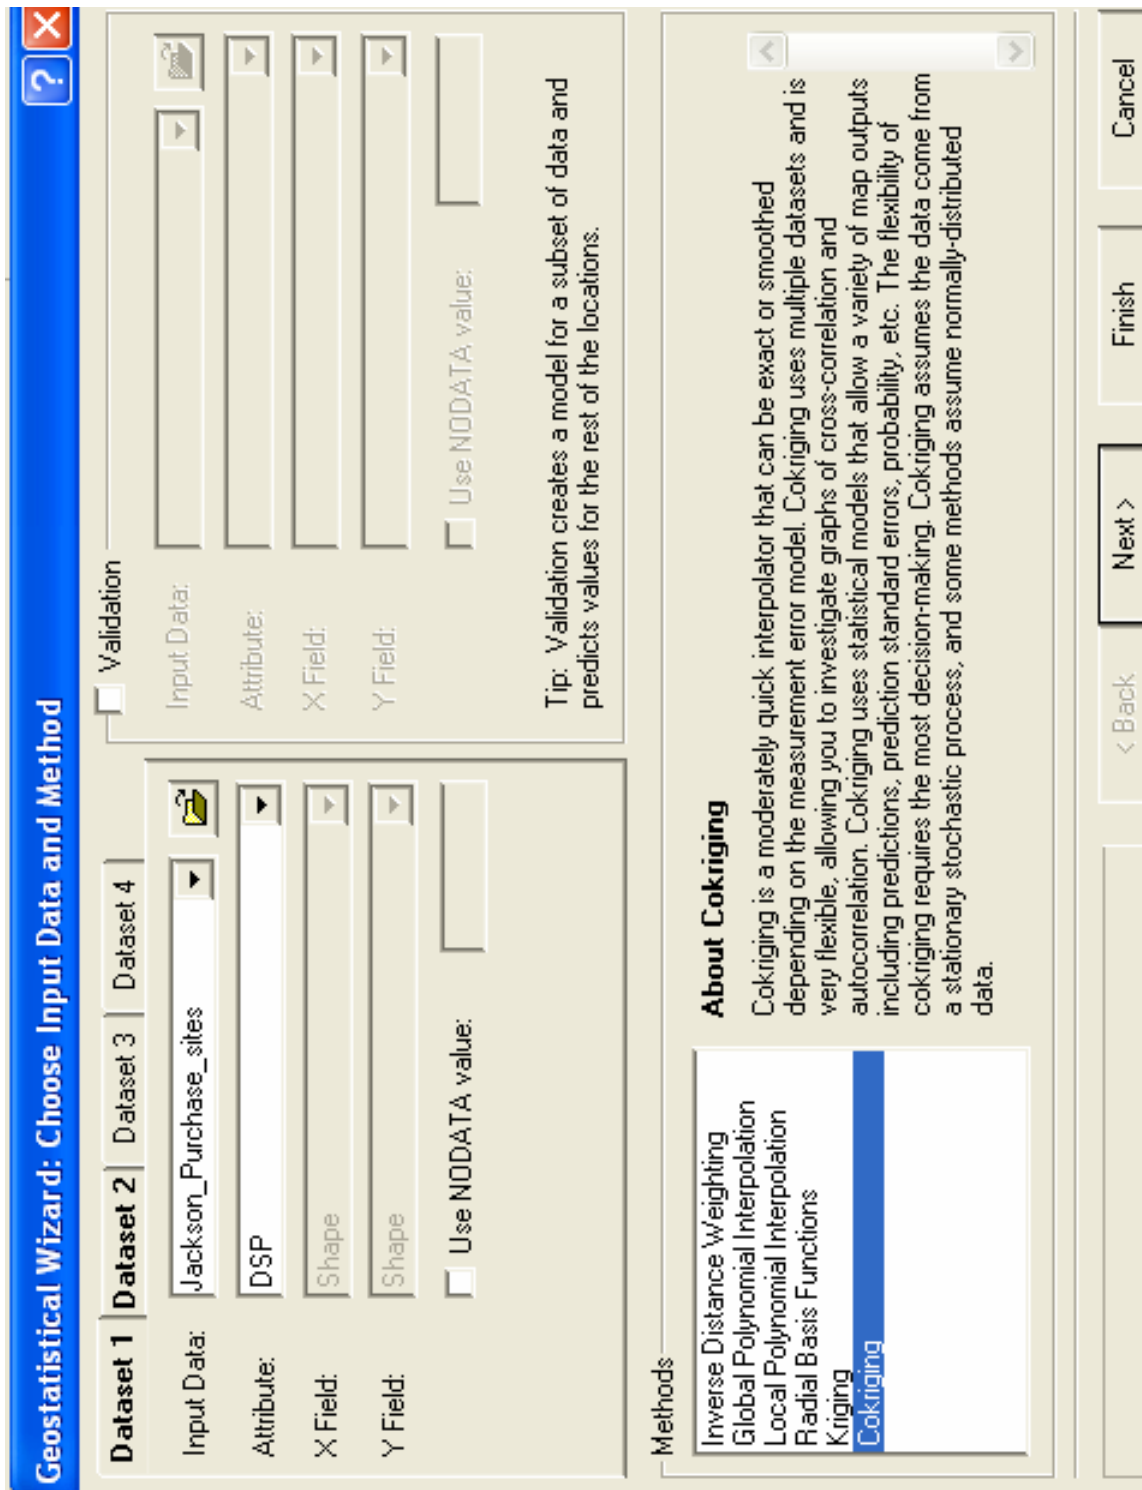 Geostatistical Wizard: Choose Input Data and Method
Dataset 1 Dataset 2 Dataset 3 Dataset 4
Input Data: Jackson_Purchase_sites
Attribute: DSP
X Field: Shape
Y Field: Shape
Use NODATA value:
Validation
Input Data:
Attribute:
X Field:
Y Field:
Use NODATA value:
Tip: Validation creates a model for a subset of data and
predicts values for the rest of the locations.
Methods
Inverse Distance Weighting
Global Polynomial Interpolation
Local Polynomial Interpolation
Radial Basis Functions
Kriging
Cokriging
About Cokriging
Cokriging is a moderately quick interpolator that can be exact or smoothed
depending on the measurement error model. Cokriging uses multiple datasets and is
very flexible, allowing you to investigate graphs of cross-correlation and
autocorrelation. Cokriging uses statistical models that allow a variety of map outputs
including predictions, prediction standard errors, probability, etc. The flexibility of
cokriging requires the most decision-making. Cokriging assumes the data come from
a stationary stochastic process, and some methods assume normally-distributed
data.
< Back Next > Finish Cancel